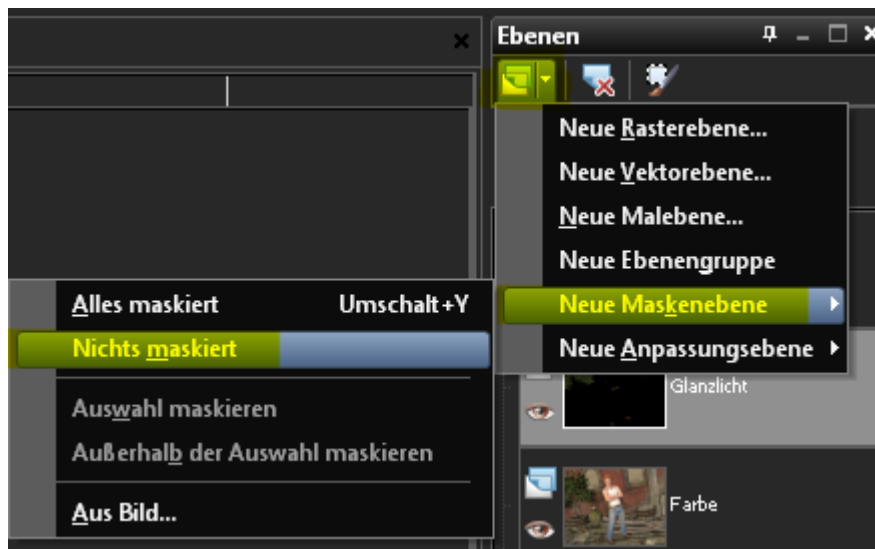 Ebenen
Neue Rasterebene...
Neue Vektorebene...
Neue Malebene...
Neue Ebenengruppe
Neue Maskenebene
Neue Anpassungsebene
Alles maskiert Umschalt+Y
Nichts maskiert
Auswahl maskieren
Außerhalb der Auswahl maskieren
Aus Bild...
Glanzlicht
Farbe